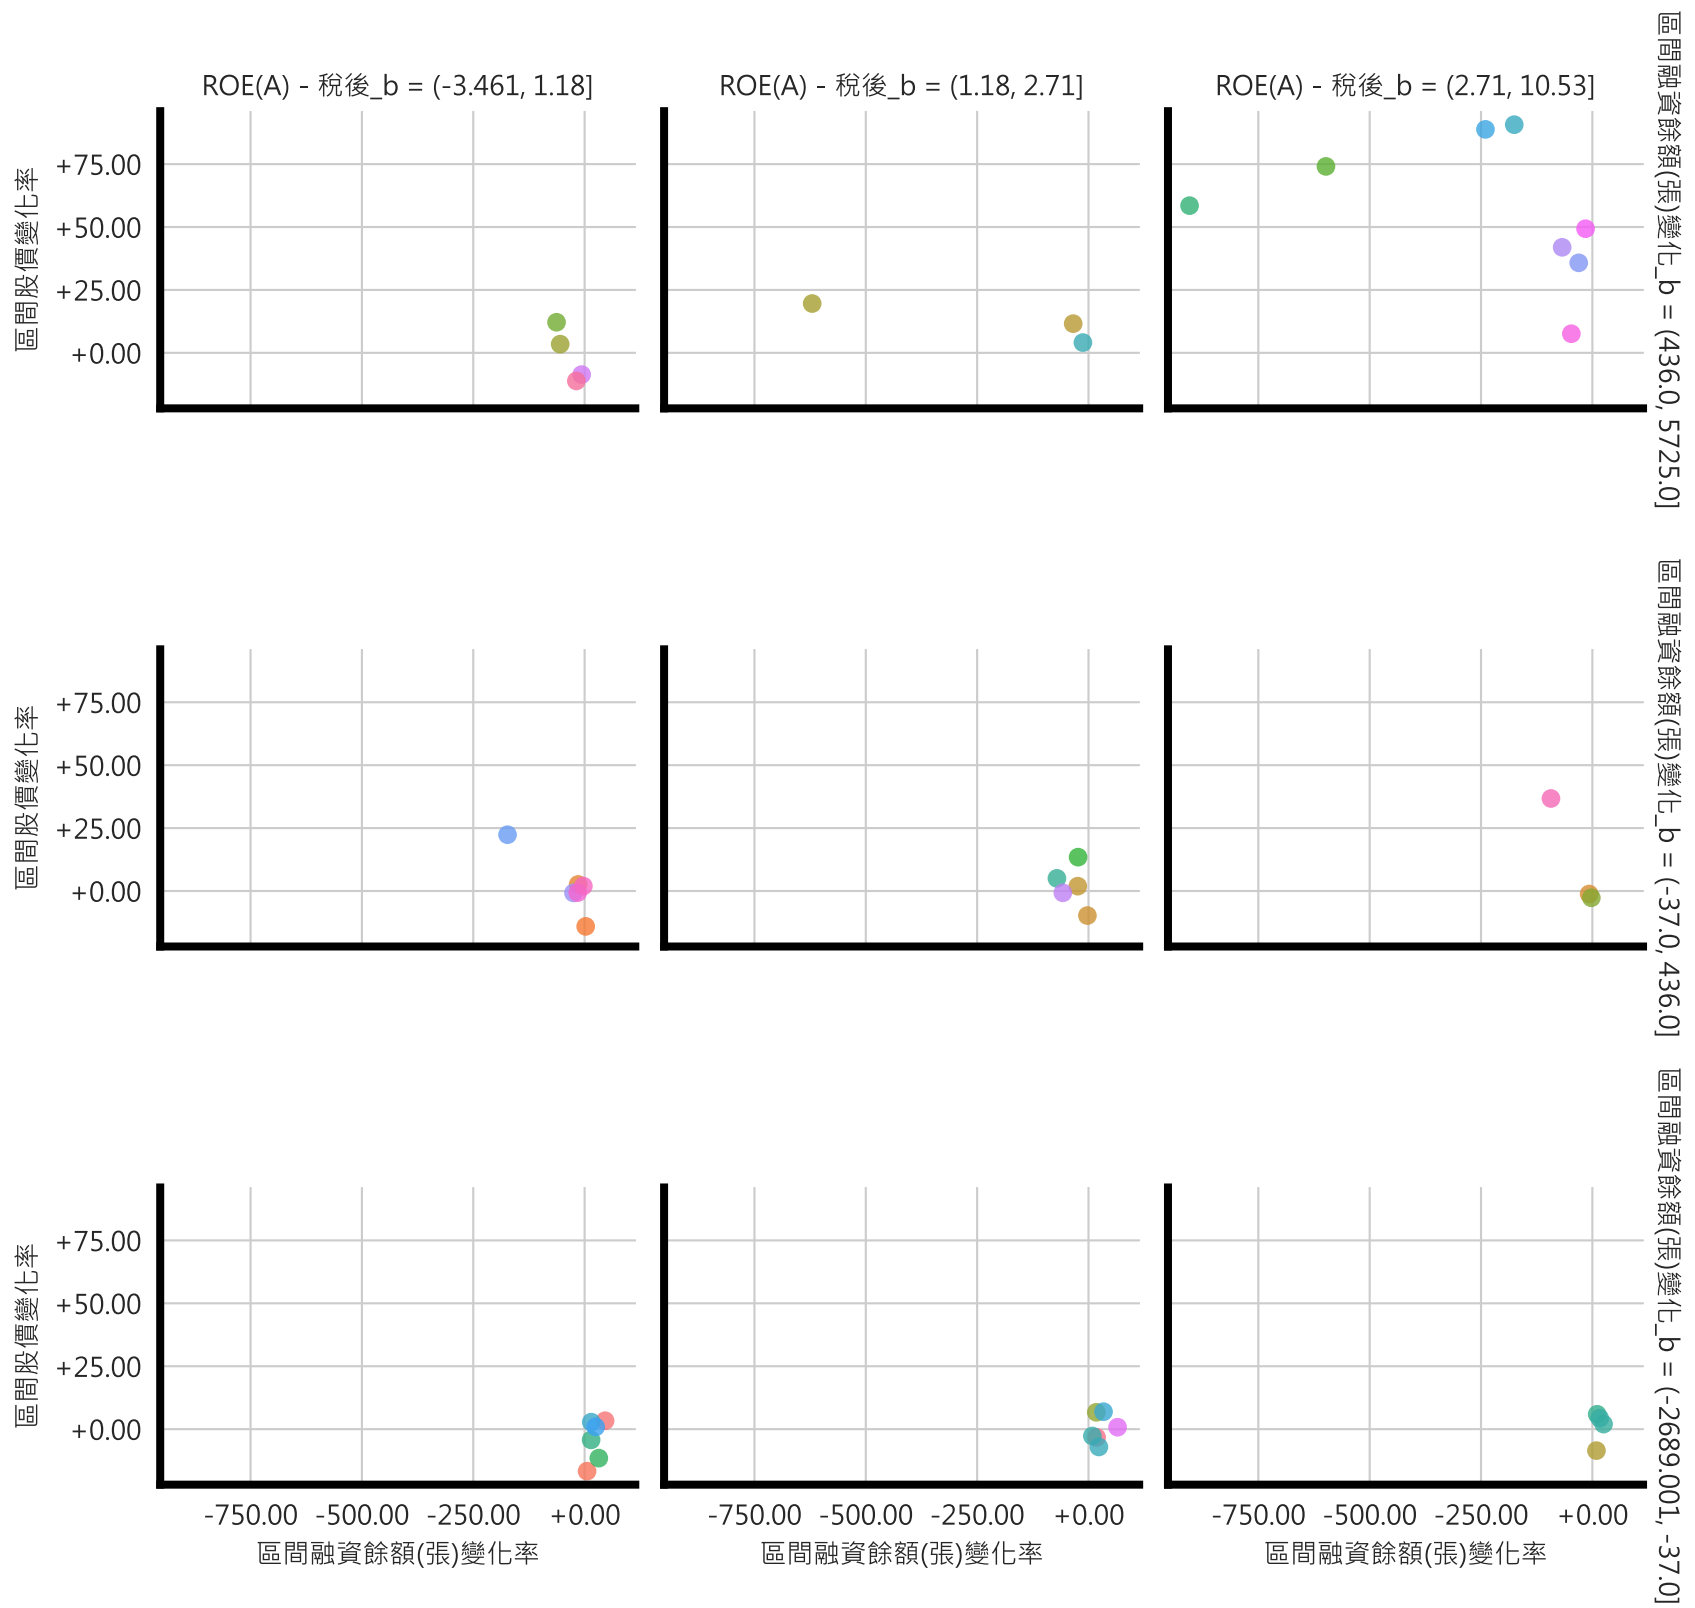 ROE(A) - 稅後_b = (-3.461, 1.18]
ROE(A) - 稅後_b = (1.18, 2.71]
ROE(A) - 稅後_b = (2.71, 10.53]
區間股價變化率
+75.00
+50.00
+25.00
+0.00
區間融資餘額(張)變化_b = (436.0, 5725.0]
區間股價變化率
+75.00
+50.00
+25.00
+0.00
區間融資餘額(張)變化_b = (-37.0, 436.0]
區間股價變化率
+75.00
+50.00
+25.00
+0.00
區間融資餘額(張)變化_b = (-2689.001, -37.0]
-750.00 -500.00 -250.00 +0.00
-750.00 -500.00 -250.00 +0.00
-750.00 -500.00 -250.00 +0.00
區間融資餘額(張)變化率
區間融資餘額(張)變化率
區間融資餘額(張)變化率